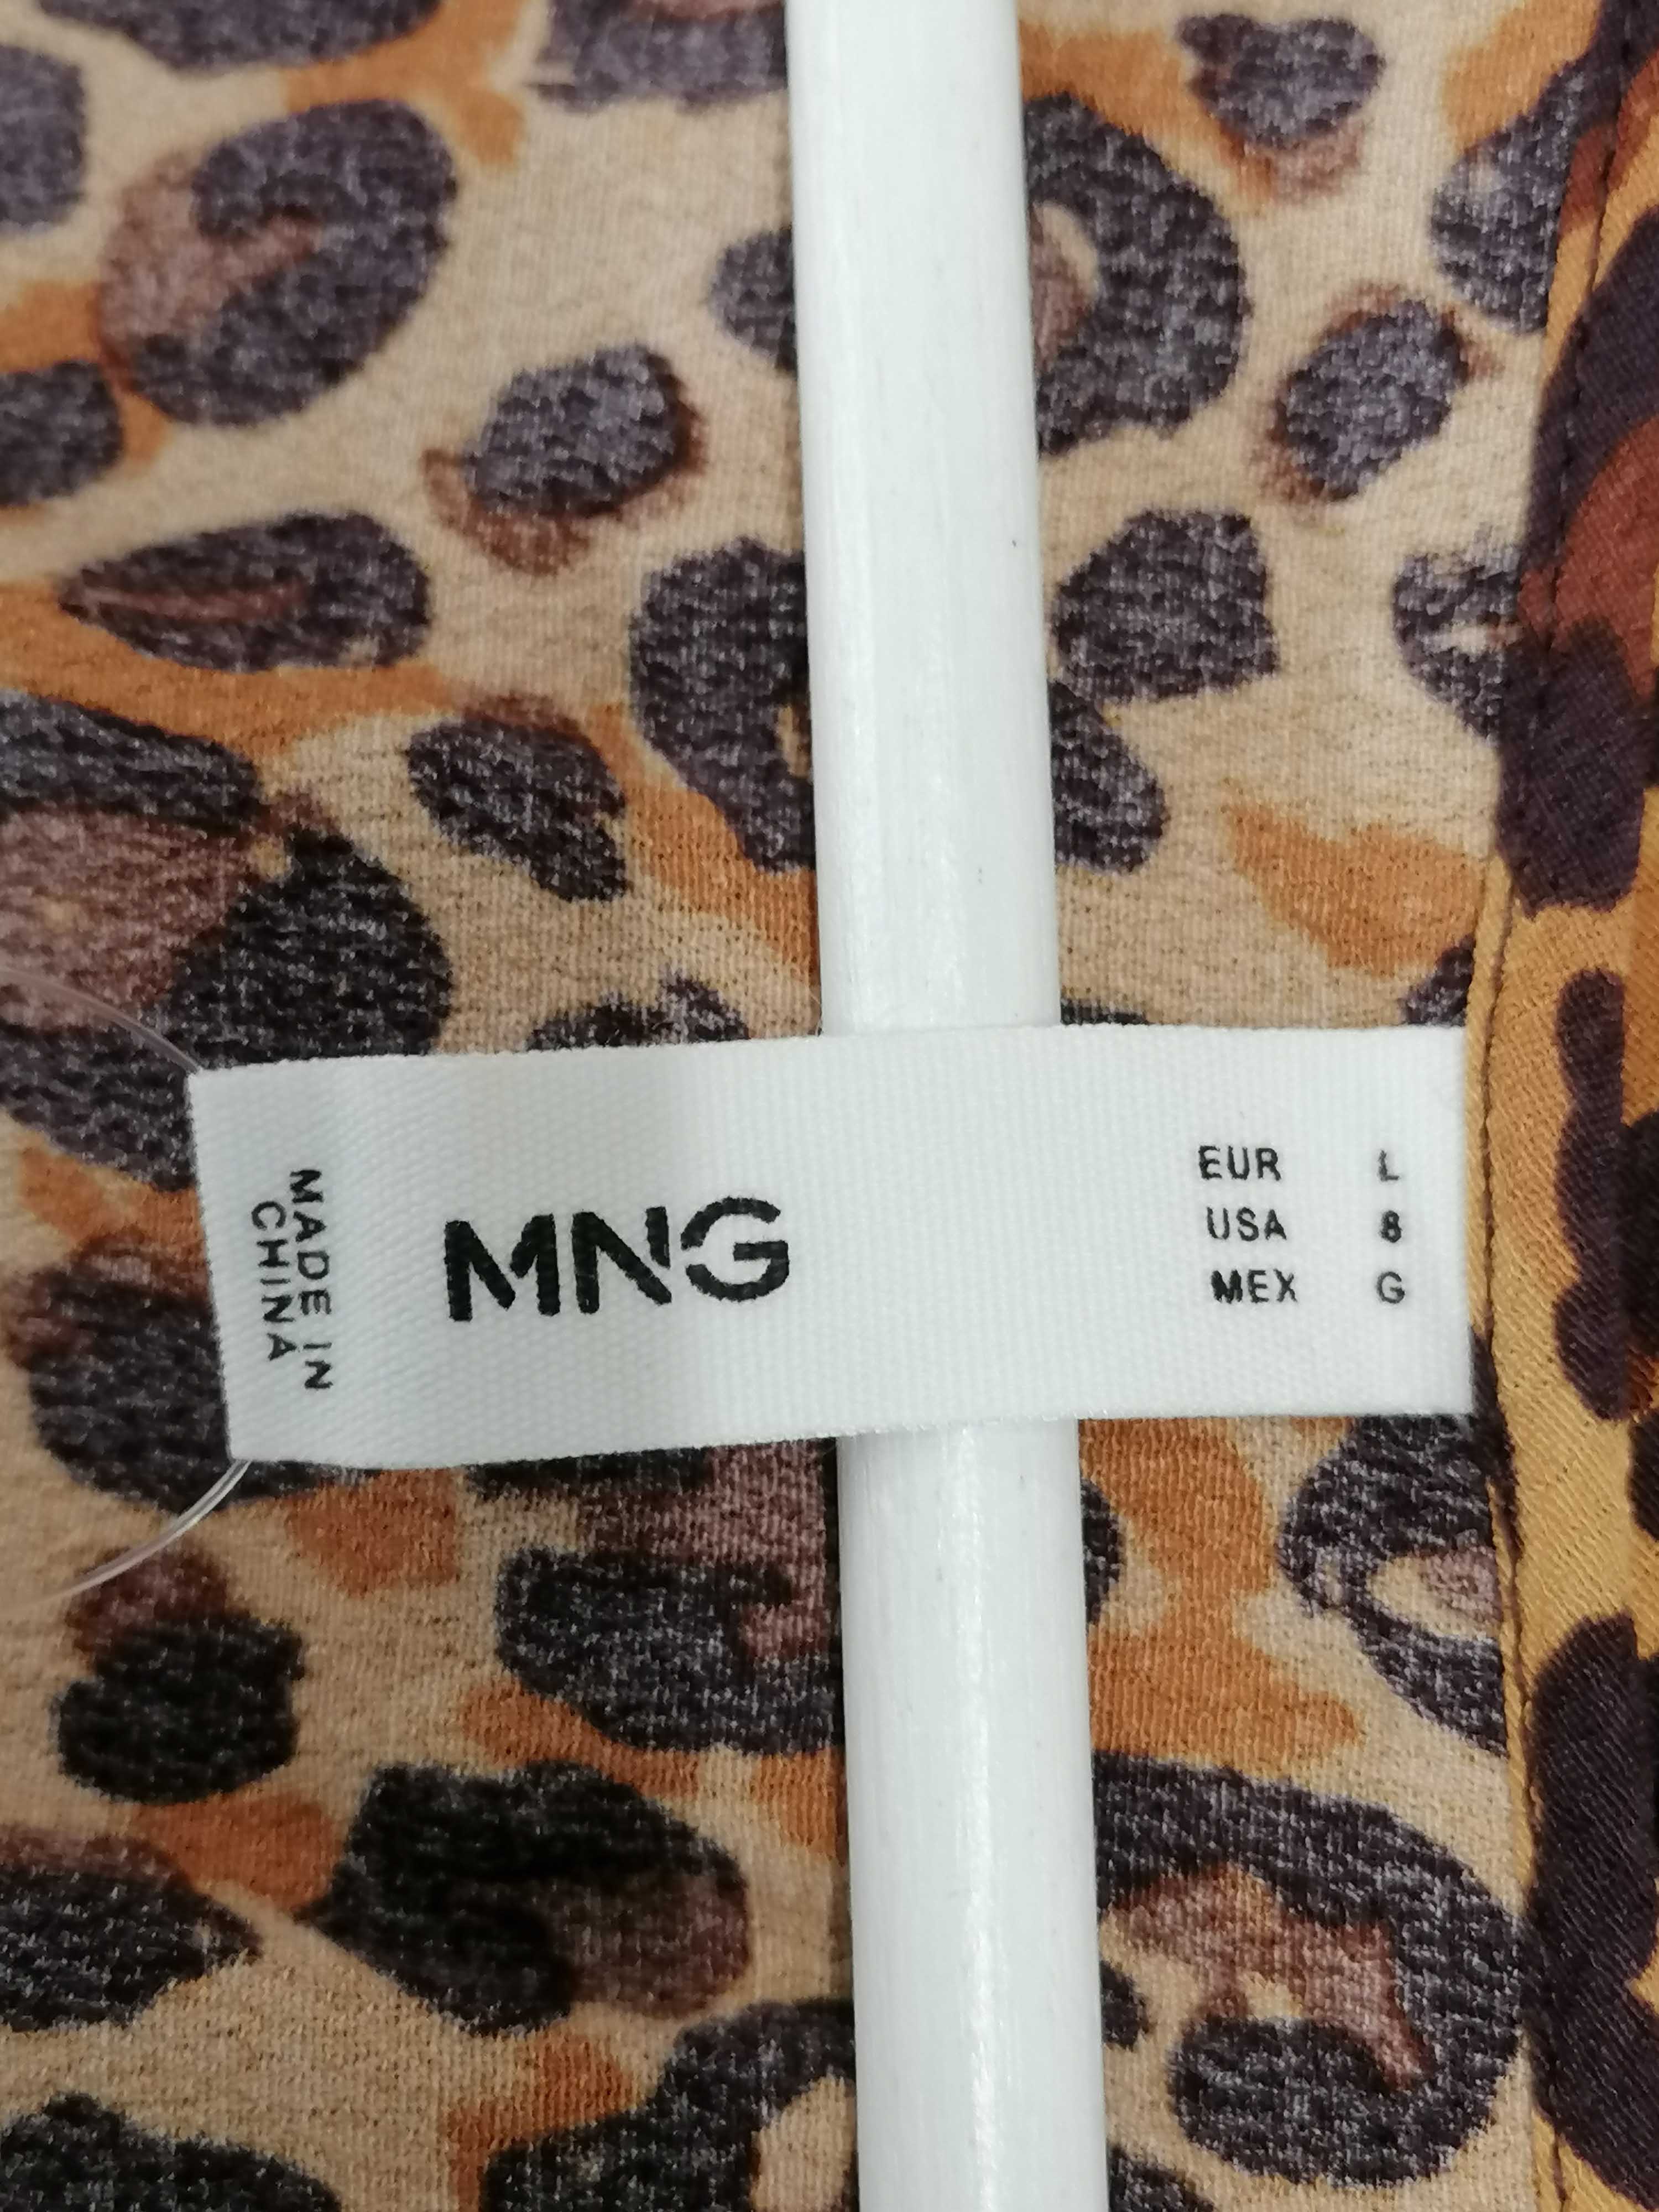 MADE IN
CHINA
MNG
EUR L
USA 8
MEX G